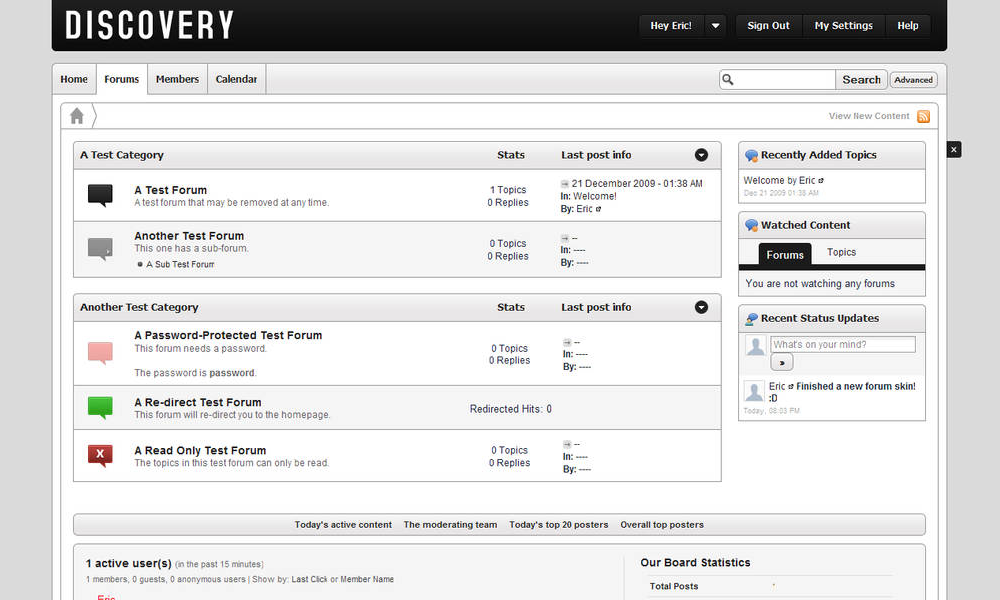 DISCOVERY
Hey Eric! Sign Out My Settings Help
Home Forums Members Calendar Search Advanced
View New Content
x
A Test Category Stats Last post info
A Test Forum
A test forum that may be removed at any time.
1 Topics
0 Replies
21 December 2009 - 01:38 AM
In: Welcome!
By: Eric
Another Test Forum
This one has a sub-forum.
A Sub Test Forum
0 Topics
0 Replies
--
In: ----
By: ----
Another Test Category Stats Last post info
A Password-Protected Test Forum
This forum needs a password.
The password is password.
0 Topics
0 Replies
--
In: ----
By: ----
A Re-direct Test Forum
This forum will re-direct you to the homepage.
Redirected Hits: 0
X
A Read Only Test Forum
The topics in this test forum can only be read.
0 Topics
0 Replies
--
In: ----
By: ----
Recently Added Topics
Welcome by Eric
Dec 21 2009 01:38 AM
Watched Content
Forums Topics
You are not watching any forums
Recent Status Updates
What's on your mind?
»
Eric Finished a new forum skin!
:D
Today, 08:03 PM
Today's active content The moderating team Today's top 20 posters Overall top posters
1 active user(s) (in the past 15 minutes)
1 members, 0 guests, 0 anonymous users | Show by: Last Click or Member Name
Eric
Our Board Statistics
Total Posts